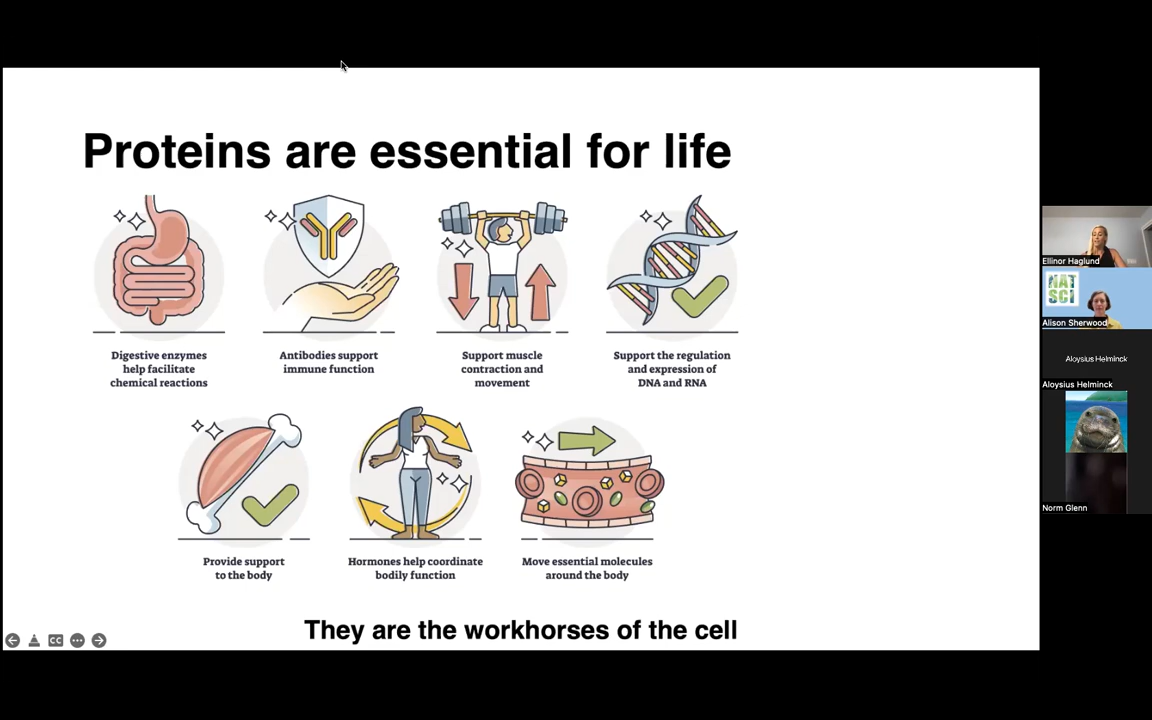 Proteins are essential for life
Digestive enzymes
help facilitate
chemical reactions
Antibodies support
immune function
Support muscle
contraction and
movement
Support the regulation
and expression of
DNA and RNA
Provide support
to the body
Hormones help coordinate
bodily function
Move essential molecules
around the body
They are the workhorses of the cell
CC
Ellinor Haglund
NAT
SCI
Alison Sherwood
Aloysius Helminck
Aloysius Helminck
Norm Glenn